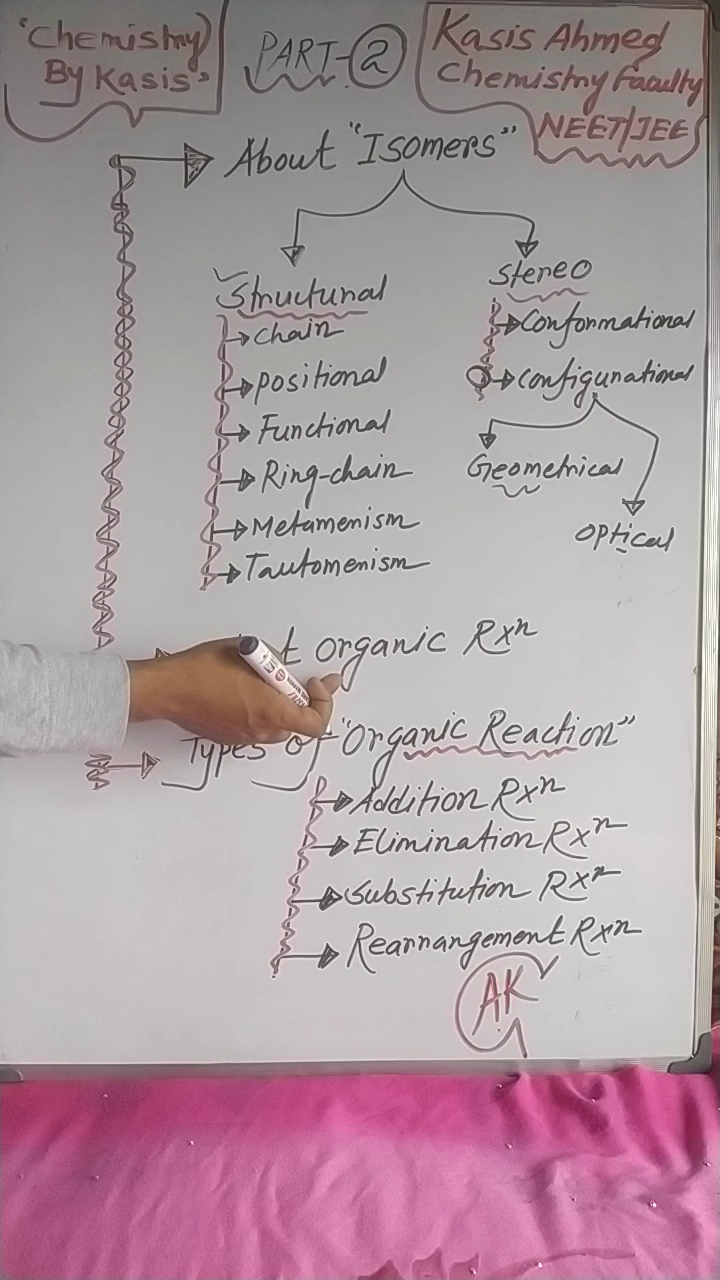 'Chemistry
By Kasis'
PART-2
Kasis Ahmed
Chemistry Faculty
NEET/JEE
About "Isomers"
Structural
Chain
Positional
Functional
Ring-chain
Metamerism
Tautomerism
Stereo
Conformational
Configurational
Geometrical
Optical
organic Rxn
Types of "Organic Reaction"
Addition Rxn
Elimination Rxn
Substitution Rxn
Rearrangement Rxn
AK